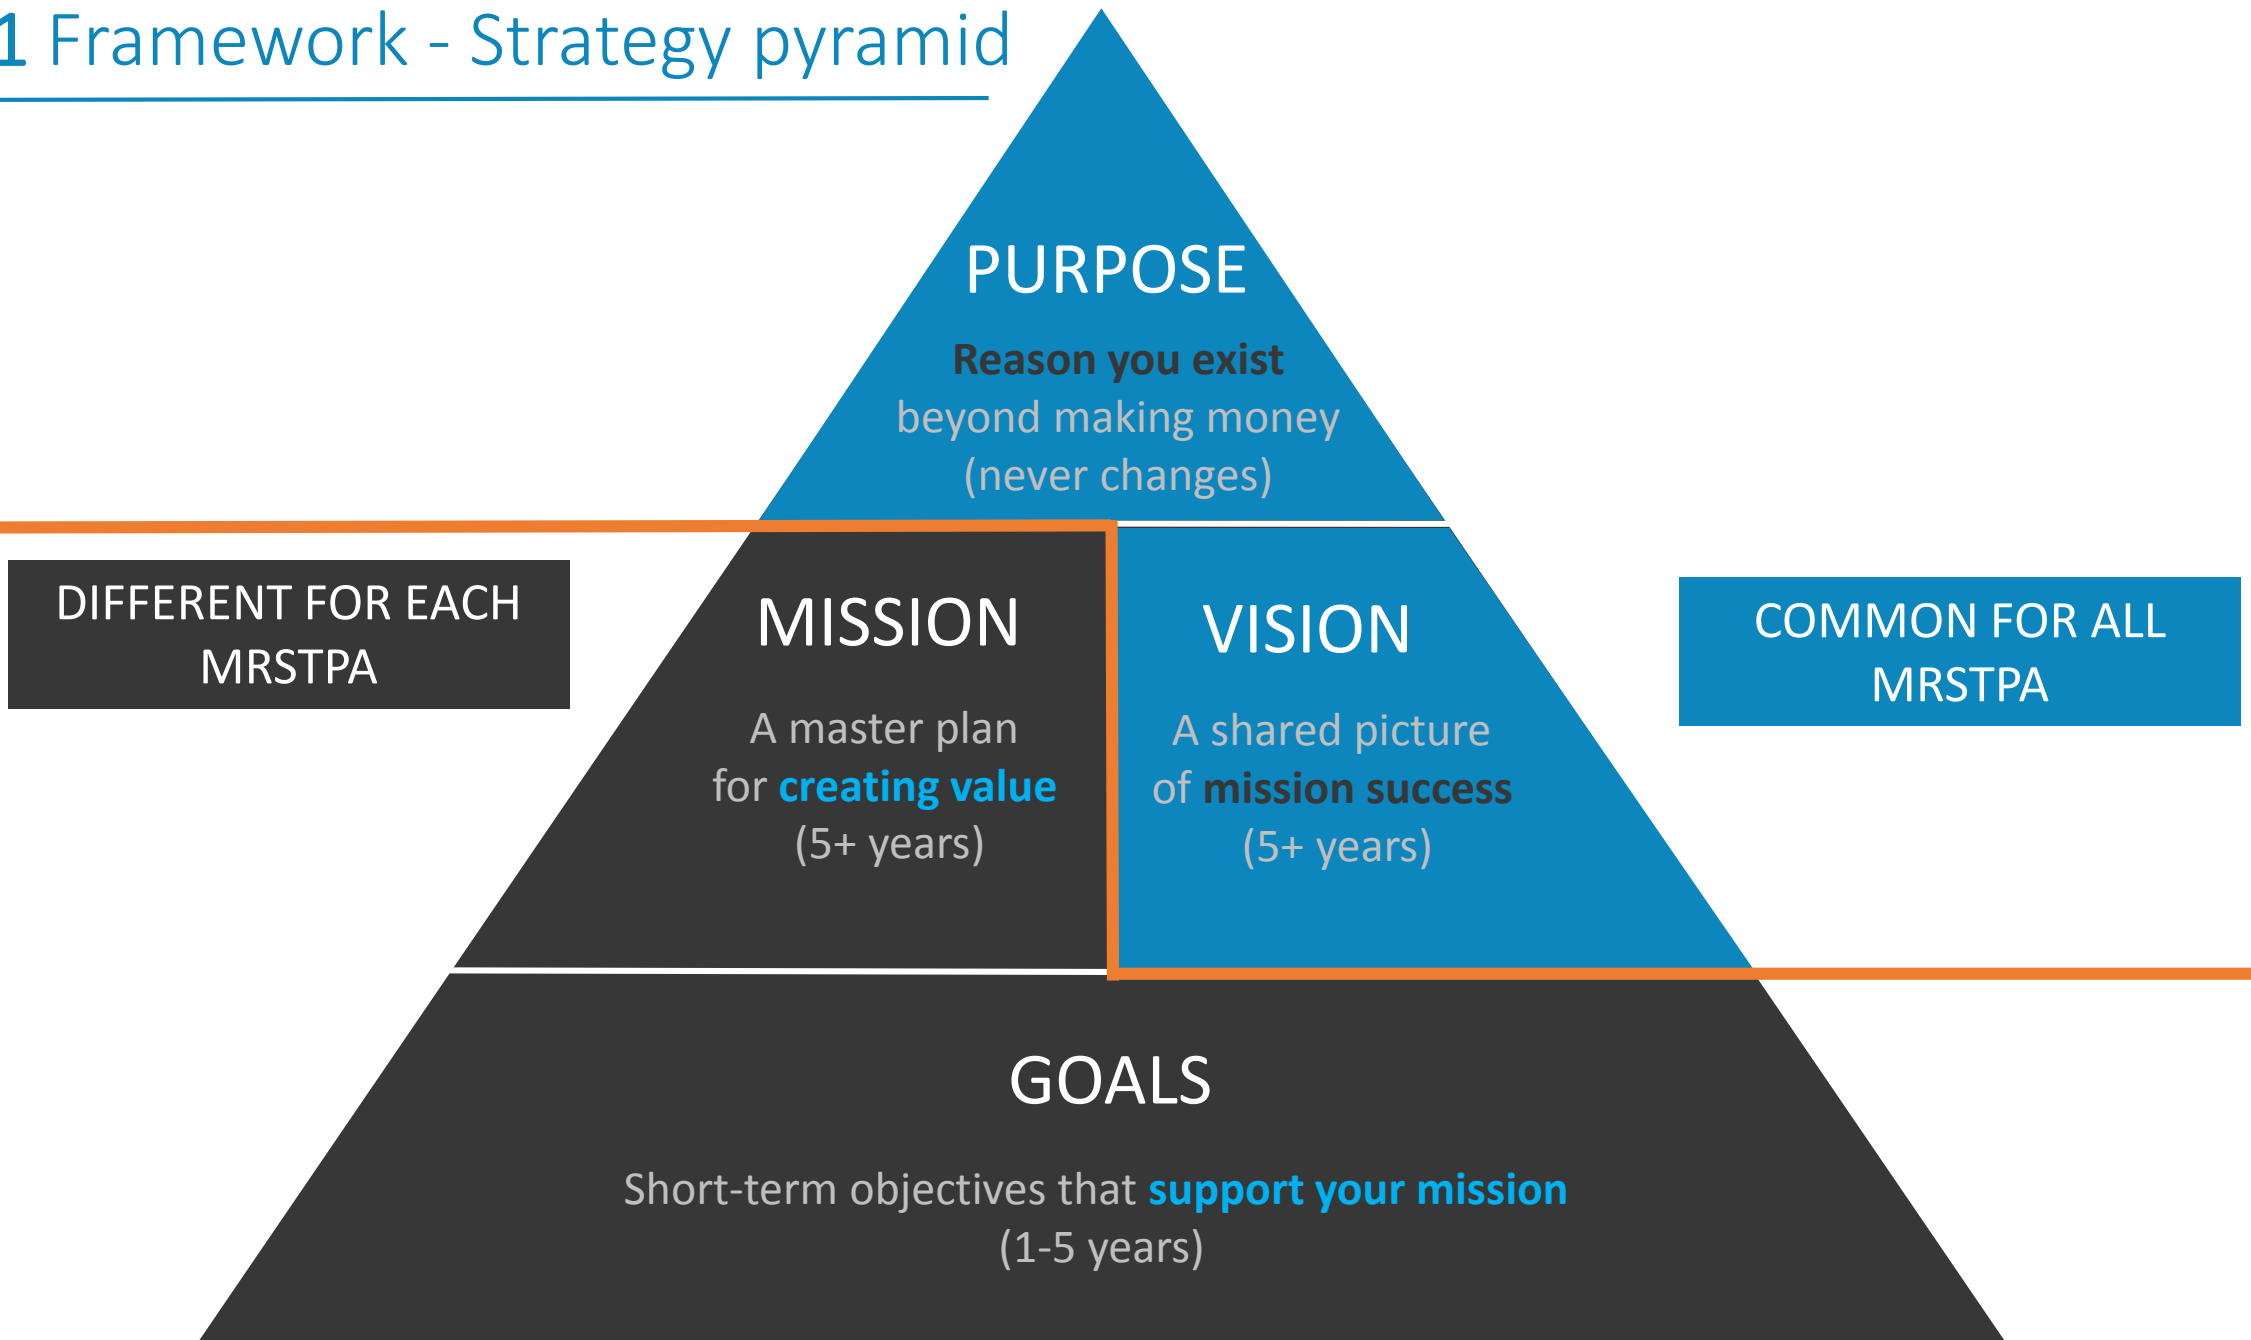 1 Framework - Strategy pyramid
PURPOSE
Reason you exist
beyond making money
(never changes)
DIFFERENT FOR EACH
MRSTPA
MISSION
A master plan
for creating value
(5+ years)
VISION
A shared picture
of mission success
(5+ years)
COMMON FOR ALL
MRSTPA
GOALS
Short-term objectives that support your mission
(1-5 years)